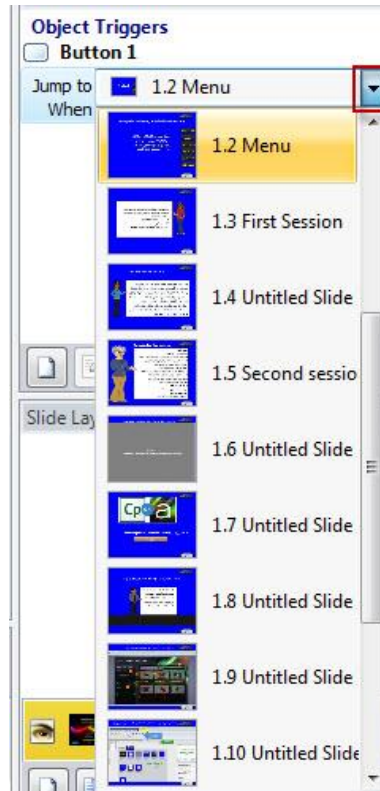 Object Triggers
Button 1
Jump to
1.2 Menu
When
1.2 Menu
1.3 First Session
1.4 Untitled Slide
1.5 Second sessio
Slide Lay
1.6 Untitled Slide
Cp
a
1.7 Untitled Slide
1.8 Untitled Slide
1.9 Untitled Slide
1.10 Untitled Slide